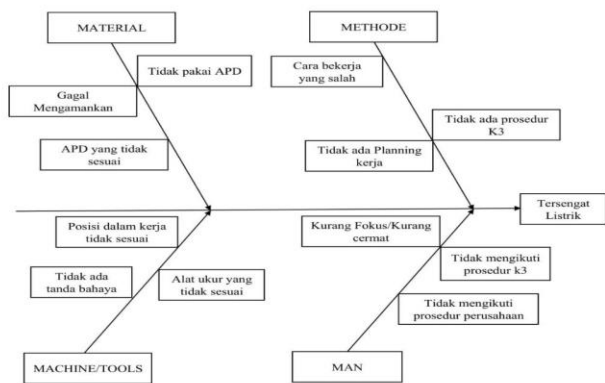 MATERIAL
METHODE
Tidak pakai APD
Cara bekerja
yang salah
Gagal
Mengamankan
Tidak ada prosedur
K3
APD yang tidak
sesuai
Tidak ada Planning
kerja
Tersengat
Listrik
Posisi dalam kerja
tidak sesuai
Kurang Fokus/Kurang
cermat
Tidak ada
tanda bahaya
Alat ukur yang
tidak sesuai
Tidak mengikuti
prosedur k3
Tidak mengikuti
prosedur perusahaan
MACHINE/TOOLS
MAN